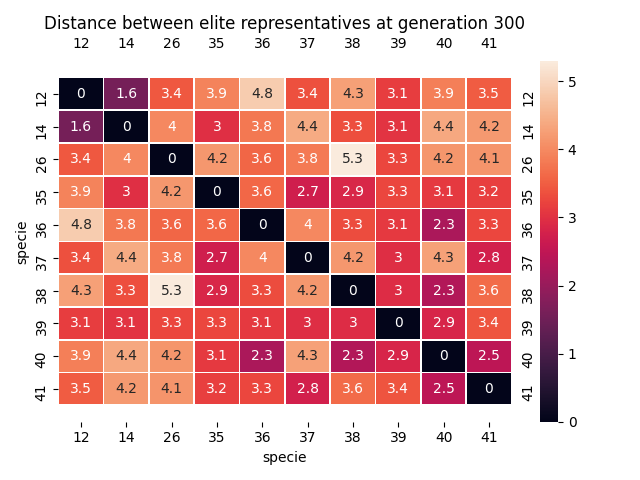 Distance between elite representatives at generation 300
12 14 26 35 36 37 38 39 40 41
12 0 1.6 3.4 3.9 4.8 3.4 4.3 3.1 3.9 3.5 12
14 1.6 0 4 3 3.8 4.4 3.3 3.1 4.4 4.2 14
26 3.4 4 0 4.2 3.6 3.8 5.3 3.3 4.2 4.1 26
35 3.9 3 4.2 0 3.6 2.7 2.9 3.3 3.1 3.2 35
36 4.8 3.8 3.6 3.6 0 4 3.3 3.1 2.3 3.3 36
37 3.4 4.4 3.8 2.7 4 0 4.2 3 4.3 2.8 37
38 4.3 3.3 5.3 2.9 3.3 4.2 0 3 2.3 3.6 38
39 3.1 3.1 3.3 3.3 3.1 3 3 0 2.9 3.4 39
40 3.9 4.4 4.2 3.1 2.3 4.3 2.3 2.9 0 2.5 40
41 3.5 4.2 4.1 3.2 3.3 2.8 3.6 3.4 2.5 0 41
12 14 26 35 36 37 38 39 40 41
specie
specie
5
4
3
2
1
0